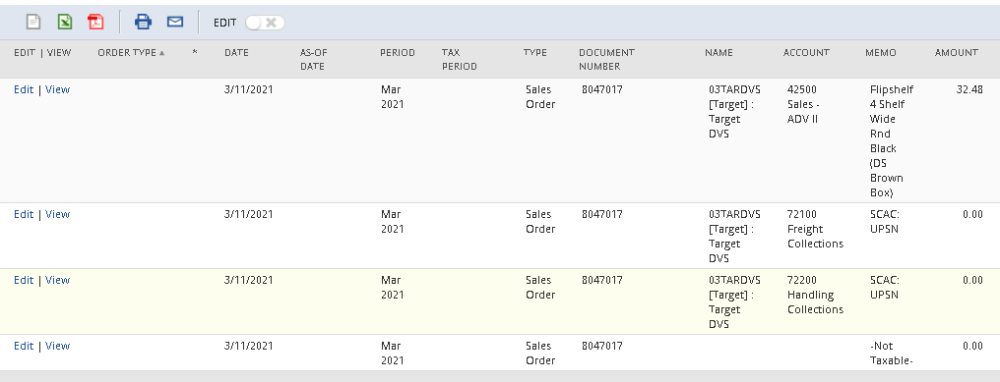 EDIT
EDIT | VIEW ORDER TYPE ▲ * DATE AS-OF DATE PERIOD TAX PERIOD TYPE DOCUMENT NUMBER NAME ACCOUNT MEMO AMOUNT
Edit | View 3/11/2021 Mar Sales 8047017 03TARDVS 42500 Flipshelf 32.48
2021 Order [Target] : Sales - 4 Shelf
Target ADV II Wide
DVS Rnd
Black
(DS
Brown
Box)
Edit | View 3/11/2021 Mar Sales 8047017 03TARDVS 72100 SCAC: 0.00
2021 Order [Target] : Freight UPSN
Target Collections
DVS
Edit | View 3/11/2021 Mar Sales 8047017 03TARDVS 72200 SCAC: 0.00
2021 Order [Target] : Handling UPSN
Target Collections
DVS
Edit | View 3/11/2021 Mar Sales 8047017 -Not 0.00
2021 Order Taxable-